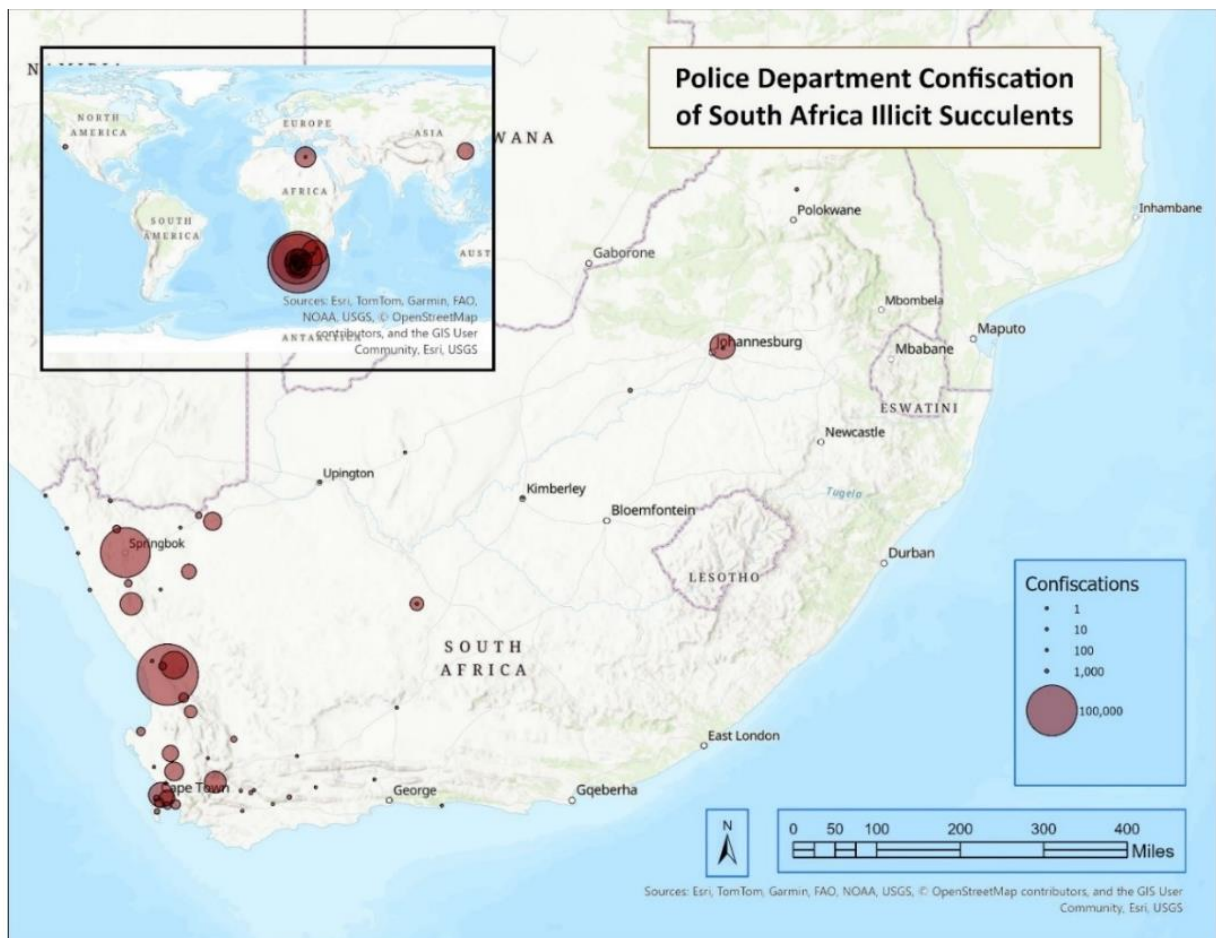 Police Department Confiscation
of South Africa Illicit Succulents
NORTH
AMERICA
EUROPE
ASIA
AFRICA
SOUTH
AMERICA
AUST
ANTARCTICA
Sources: Esri, TomTom, Garmin, FAO,
NOAA, USGS, © OpenStreetMap
contributors, and the GIS User
Community, Esri, USGS
WANA
Polokwane
Inhambane
Gaborone
Mbombela
Maputo
Johannesburg
Mbabane
ESWATINI
Newcastle
Upington
Kimberley
Bloemfontein
Tugela
Springbok
Durban
LESOTHO
SOUTH
AFRICA
East London
Cape Town
George
Gqeberha
Confiscations
1
10
100
1,000
100,000
N
0 50 100 200 300 400
Miles
Sources: Esri, TomTom, Garmin, FAO, NOAA, USGS, © OpenStreetMap contributors, and the GIS User
Community, Esri, USGS